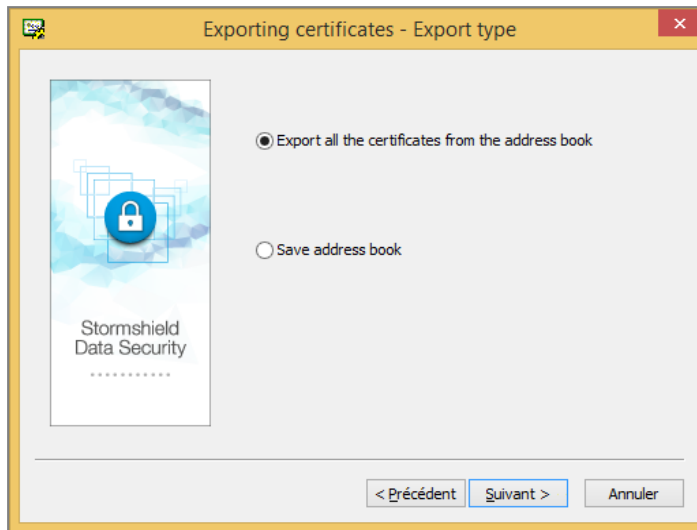 Exporting certificates - Export type
Export all the certificates from the address book
Save address book
Stormshield
Data Security
< Précédent
Suivant >
Annuler